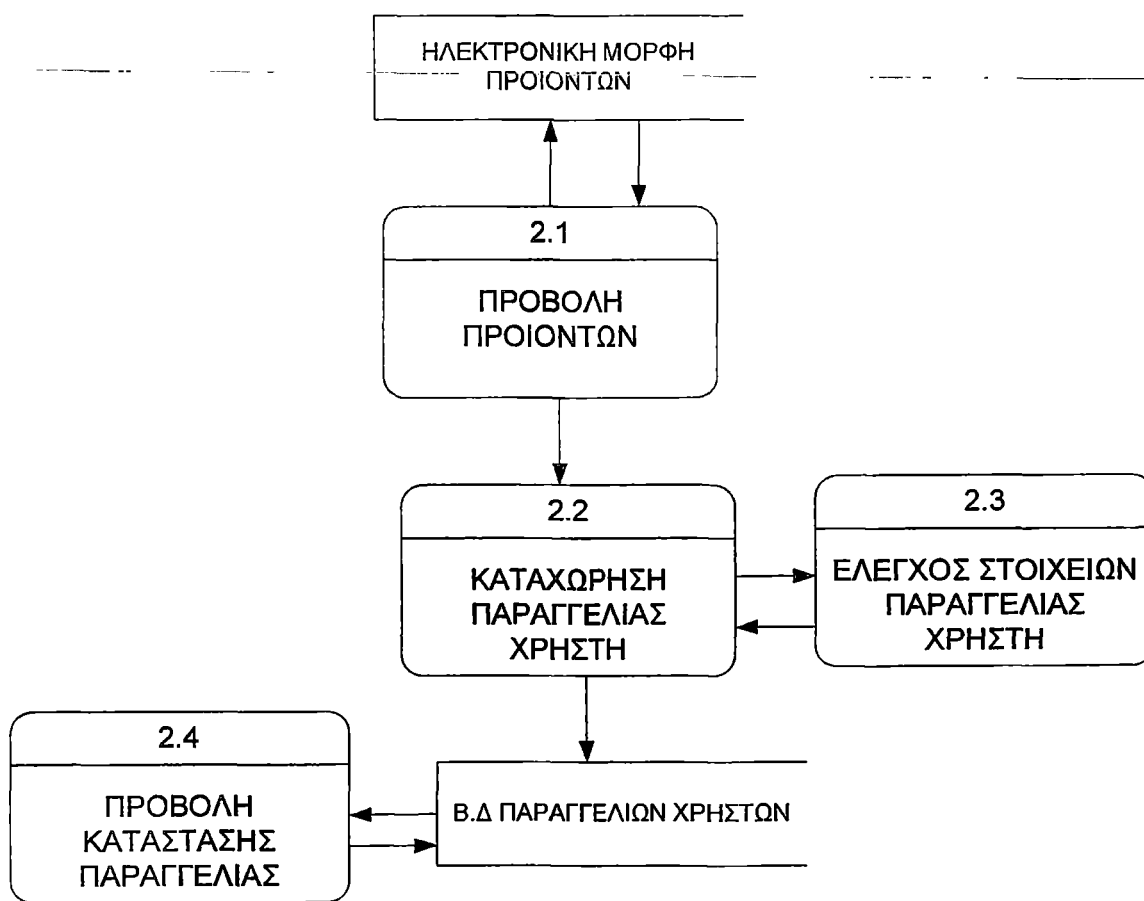 ΗΛΕΚΤΡΟΝΙΚΗ ΜΟΡΦΗ
ΠΡΟΙΟΝΤΩΝ
2.1
ΠΡΟΒΟΛΗ
ΠΡΟΙΟΝΤΩΝ
2.2
ΚΑΤΑΧΩΡΗΣΗ
ΠΑΡΑΓΓΕΛΙΑΣ
ΧΡΗΣΤΗ
2.3
ΕΛΕΓΧΟΣ ΣΤΟΙΧΕΙΩΝ
ΠΑΡΑΓΓΕΛΙΑΣ
ΧΡΗΣΤΗ
2.4
ΠΡΟΒΟΛΗ
ΚΑΤΑΣΤΑΣΗΣ
ΠΑΡΑΓΓΕΛΙΑΣ
Β.Δ ΠΑΡΑΓΓΕΛΙΩΝ ΧΡΗΣΤΩΝ